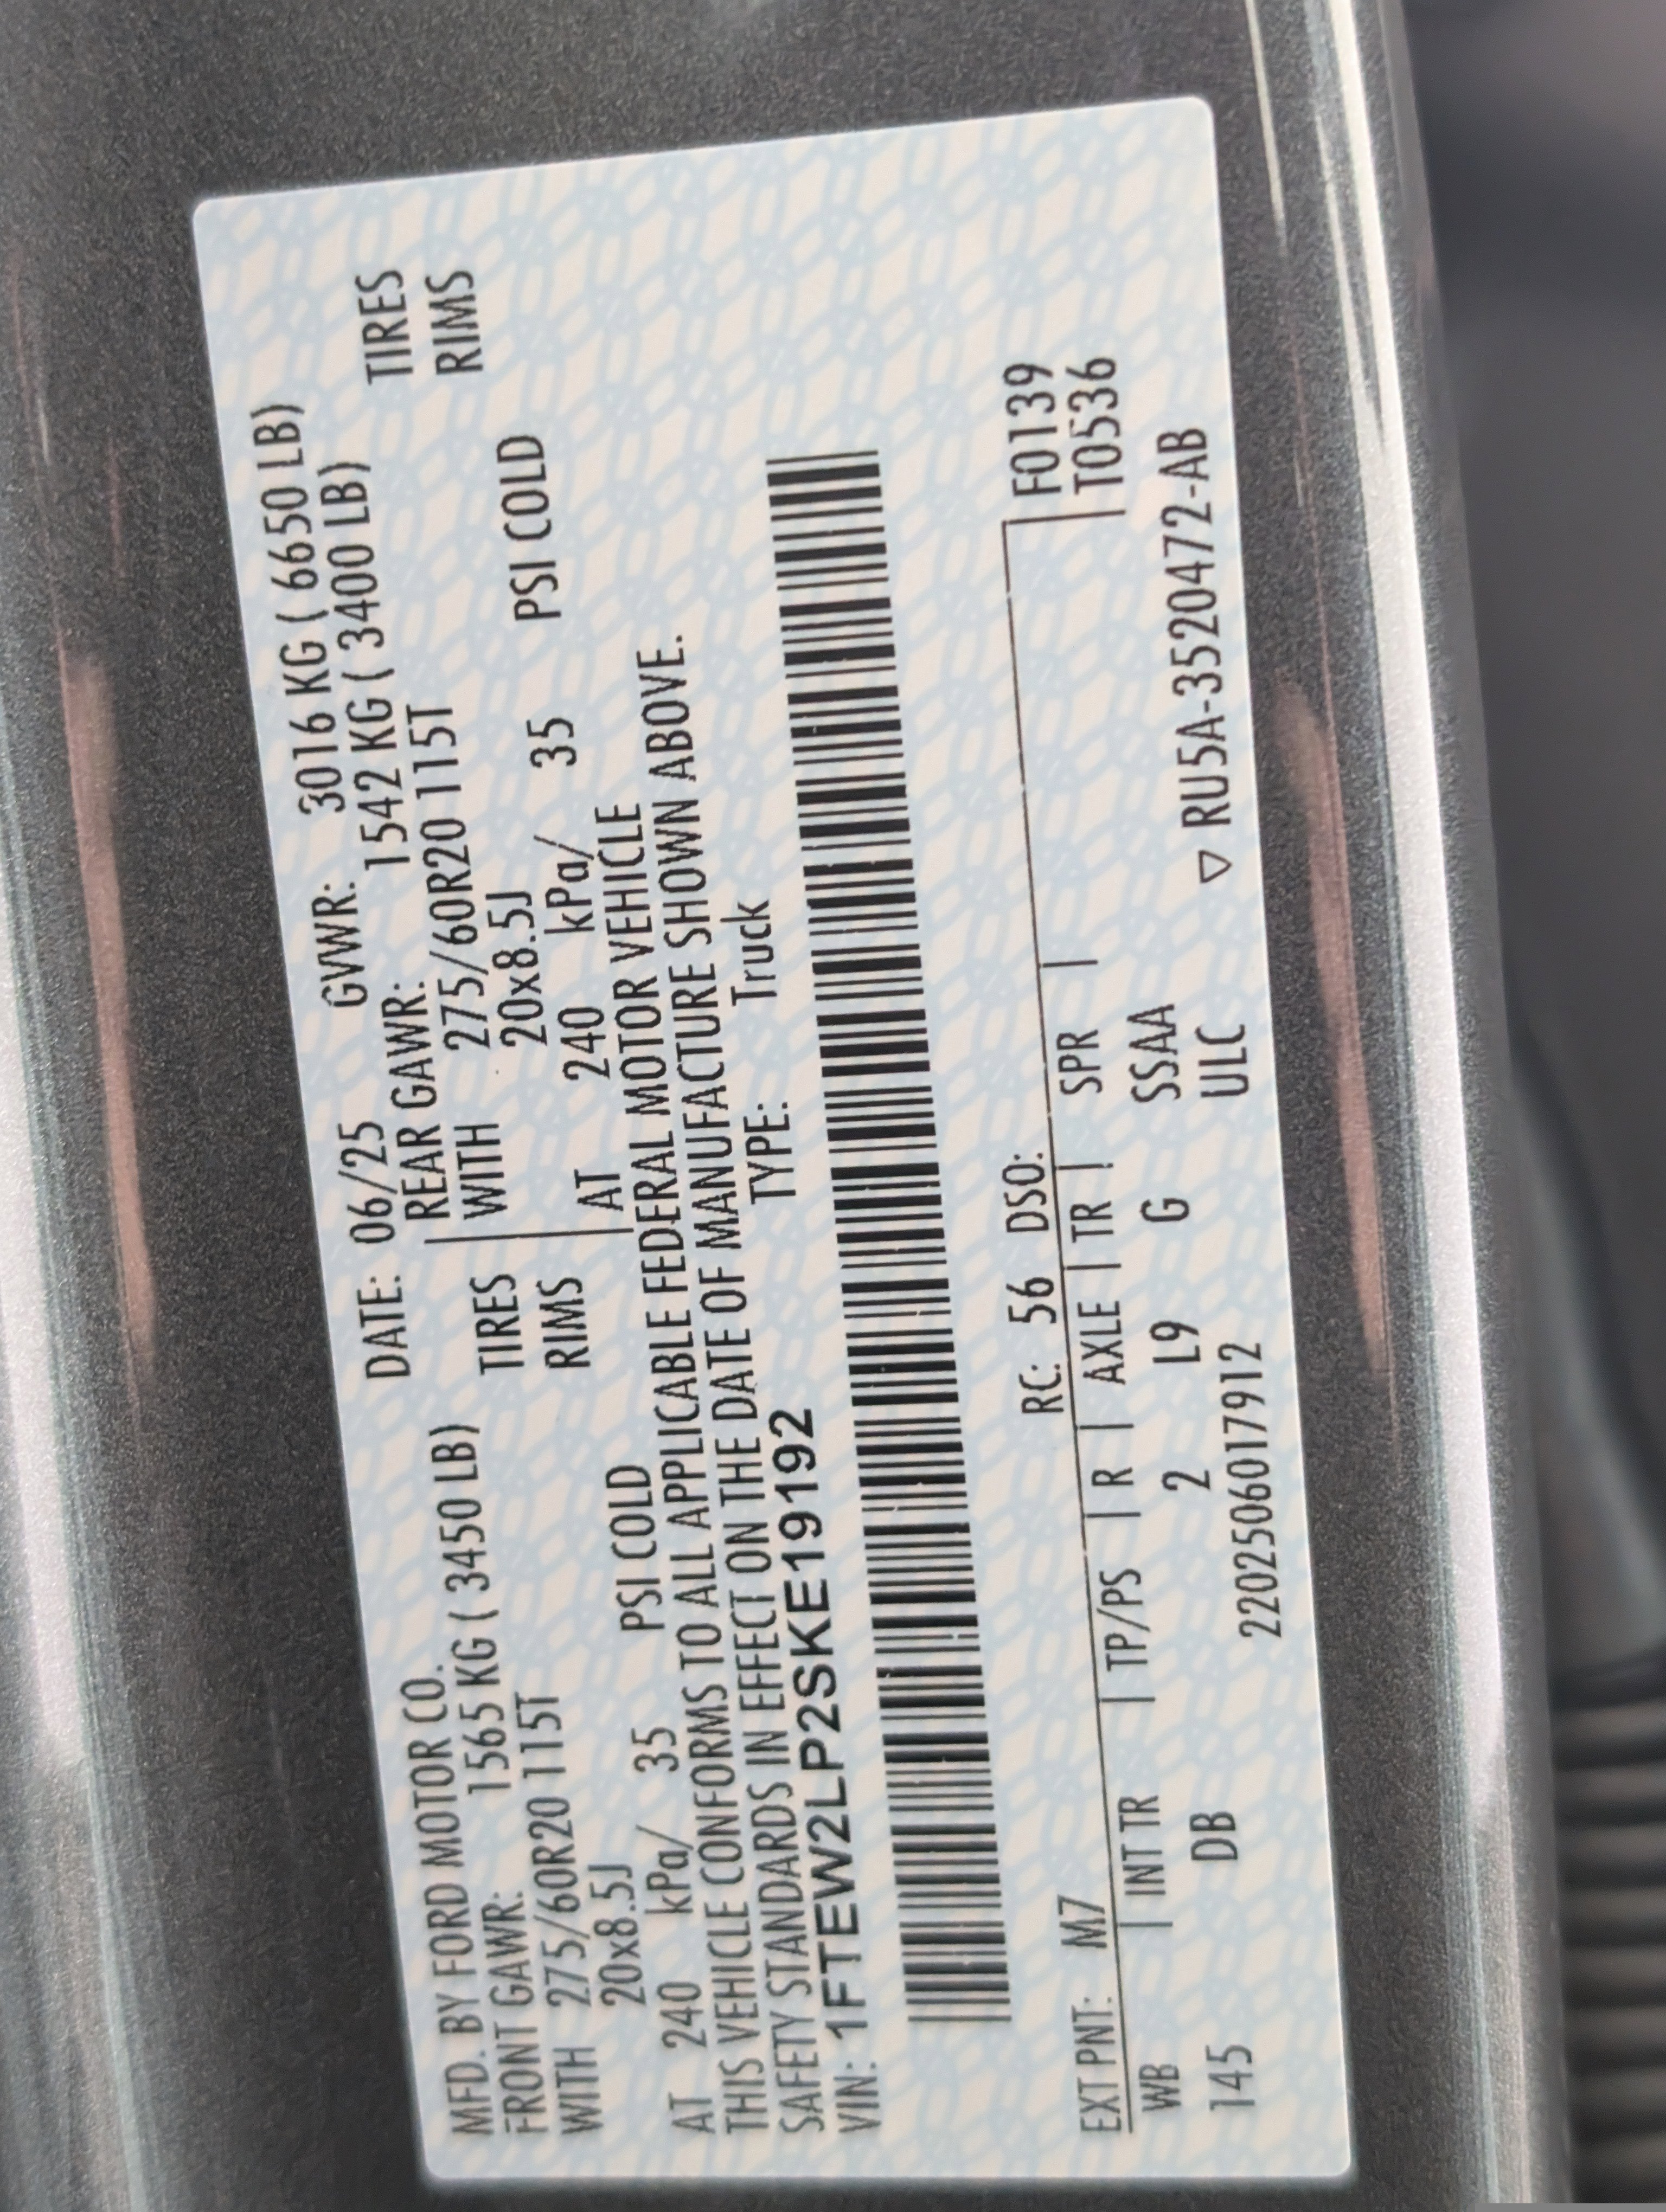 MFD. BY FORD MOTOR CO. DATE: 06/25 GVWR: 3016 KG ( 6650 LB)
FRONT GAWR: 1565 KG ( 3450 LB) REAR GAWR: 1542 KG ( 3400 LB)
WITH 275/60R20 115T TIRES WITH 275/60R20 115T TIRES
20x8.5J RIMS 20x8.5J RIMS
AT 240 kPa/ 35 PSI COLD AT 240 kPa/ 35 PSI COLD
THIS VEHICLE CONFORMS TO ALL APPLICABLE FEDERAL MOTOR VEHICLE
SAFETY STANDARDS IN EFFECT ON THE DATE OF MANUFACTURE SHOWN ABOVE.
VIN: 1FTEW2LP2SKE19192 TYPE: Truck
EXT PNT: M7 RC: 56 DSO: F0139
WB | INT TR | TP/PS | R | AXLE | TR | SPR | T0536
145 DB 2 L9 G SSAA
2202506017912 ULC ▽ RU5A-3520472-AB